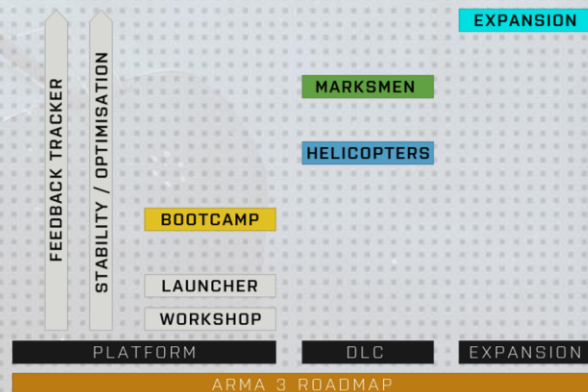 EXPANSION
MARKSMEN
HELICOPTERS
FEEDBACK TRACKER
STABILITY / OPTIMISATION
BOOTCAMP
LAUNCHER
WORKSHOP
PLATFORM
DLC
EXPANSION
ARMA 3 ROADMAP